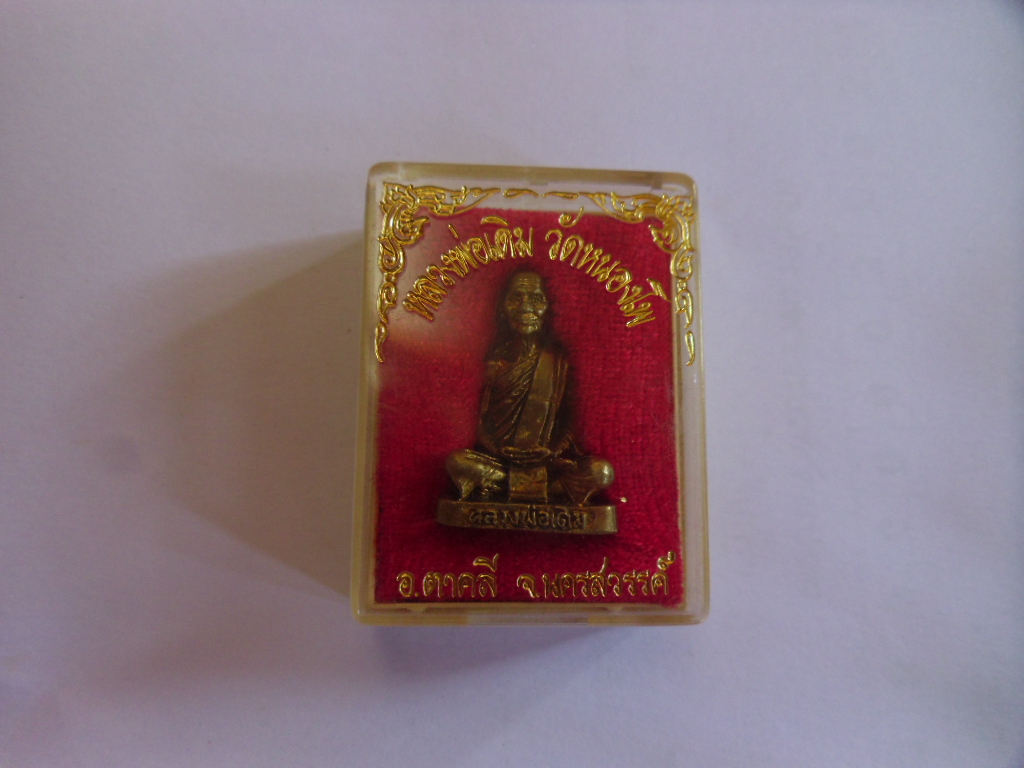 หลวงพ่อเดิม วัดหนองโพ
หลวงพ่อเดิม
อ.ตาคลี จ.นครสวรรค์